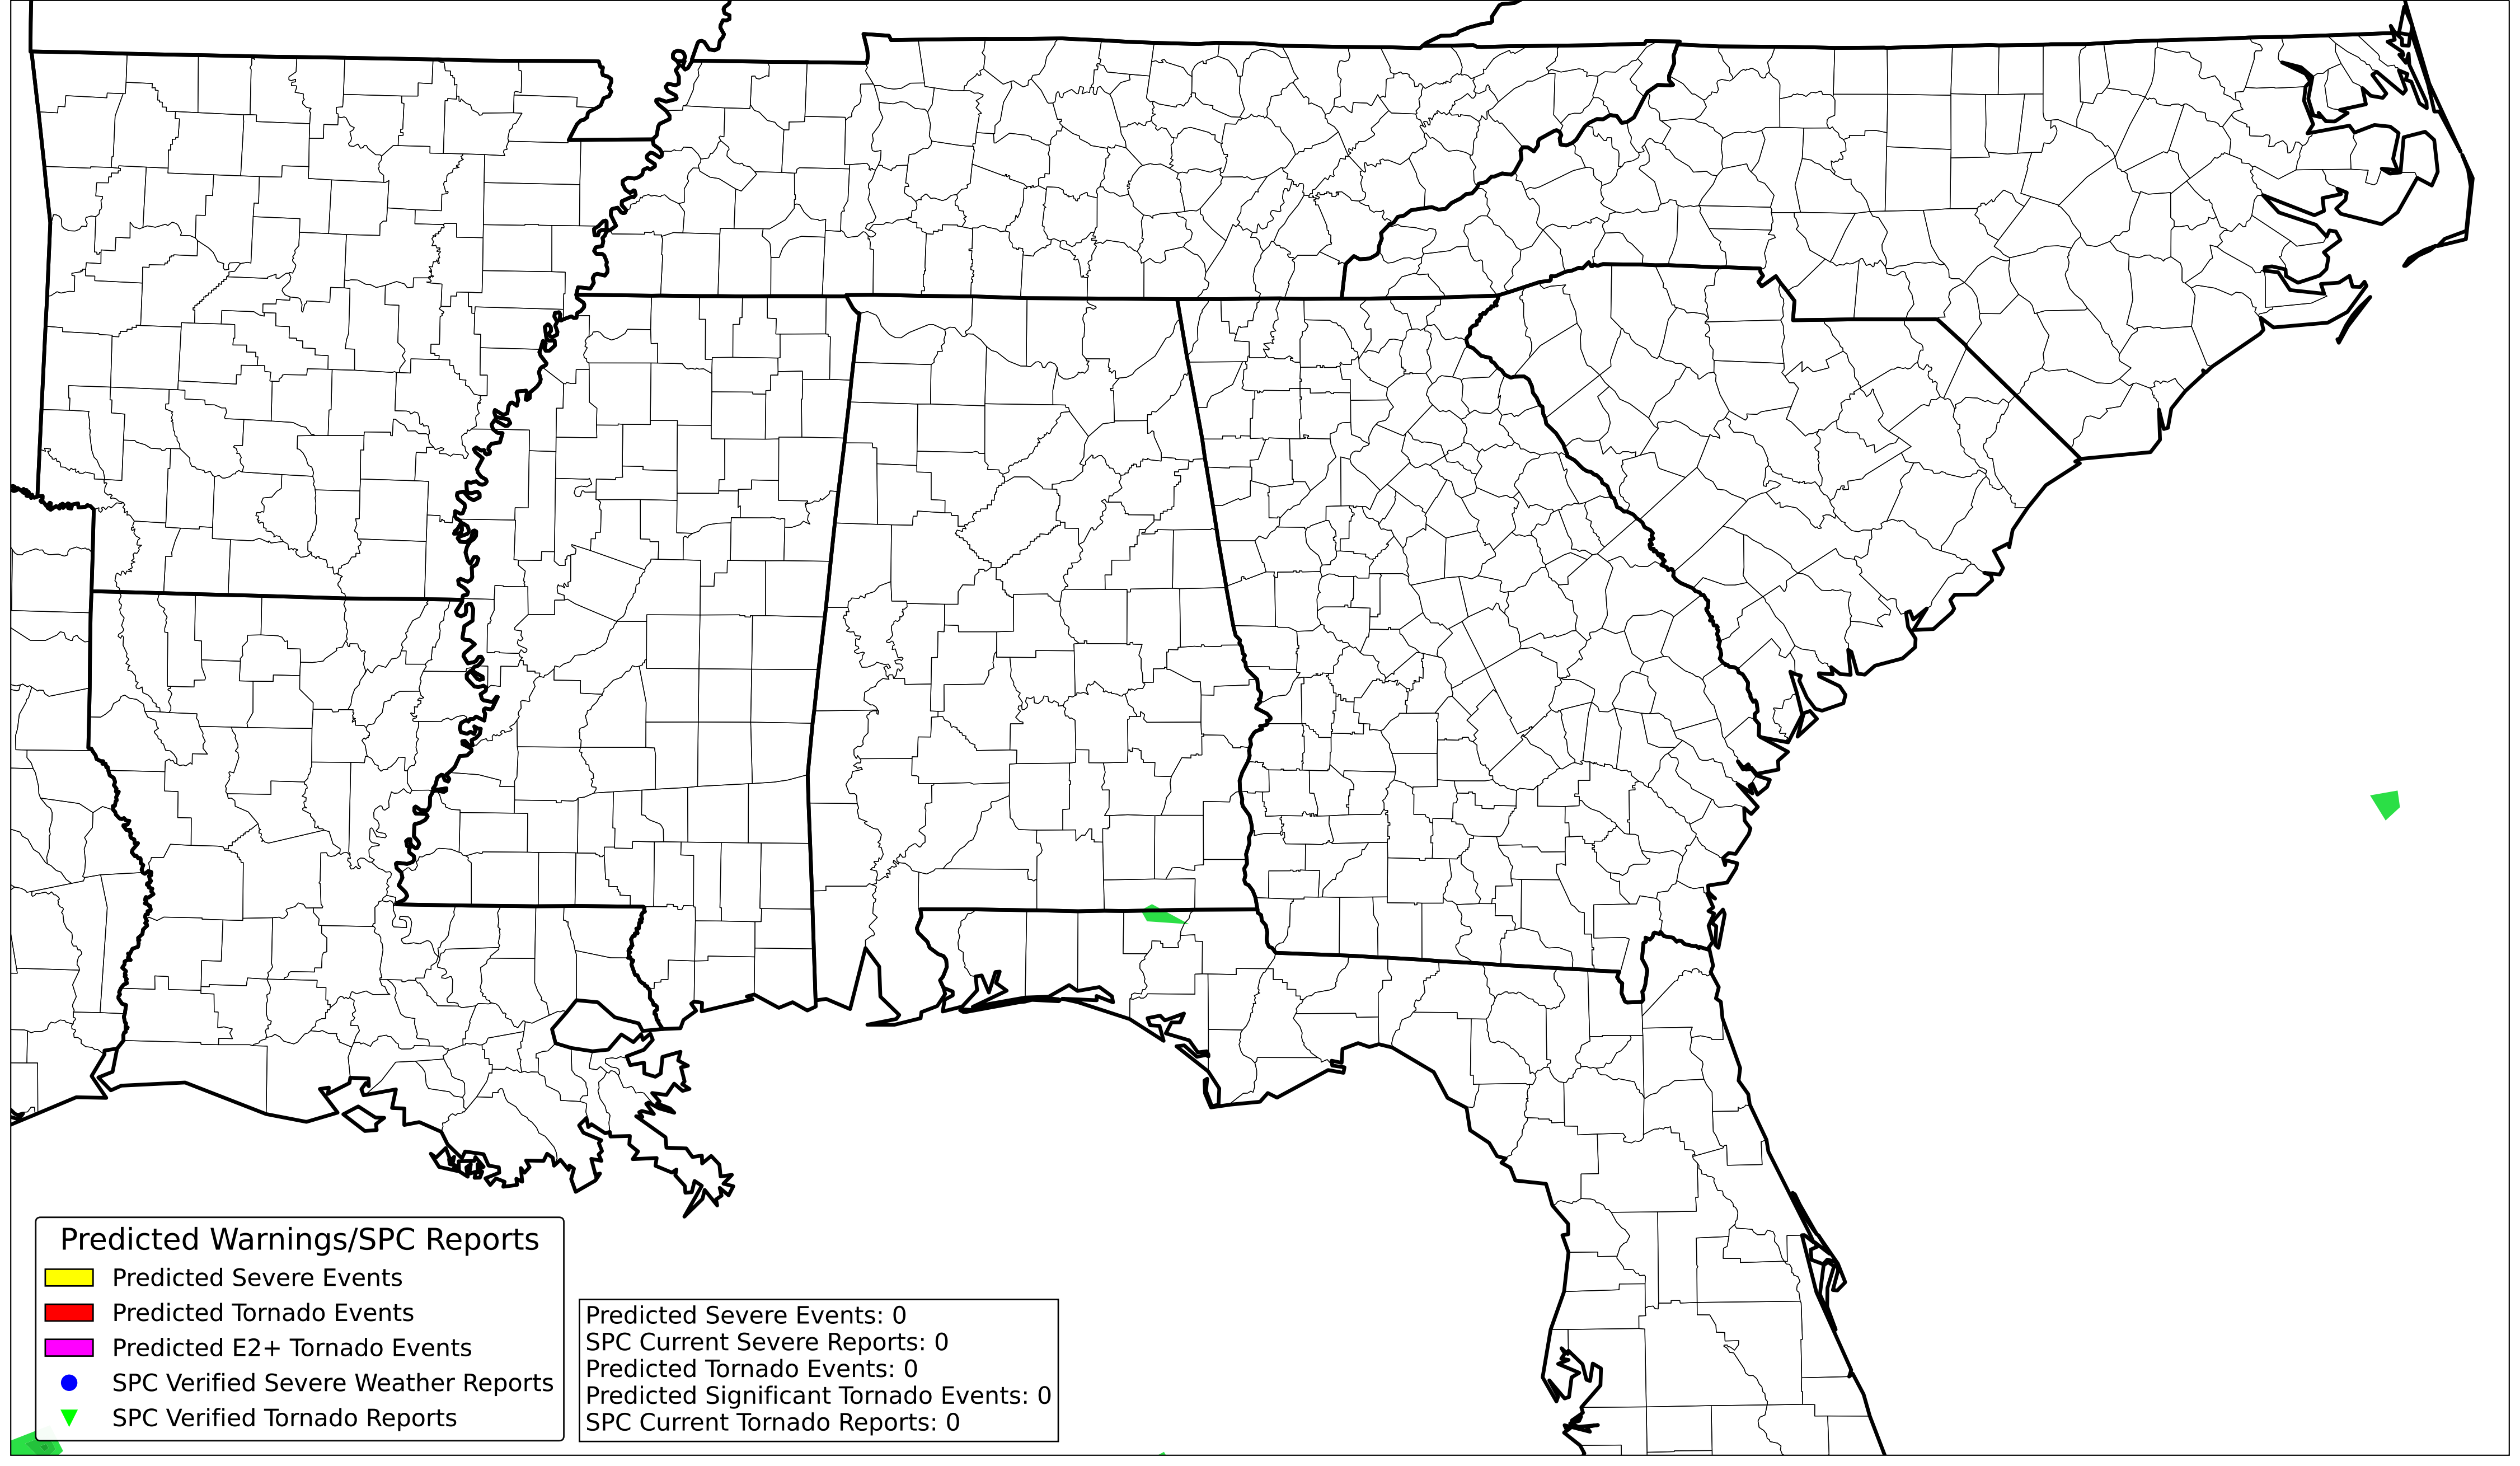 Predicted Warnings/SPC Reports
Predicted Severe Events
Predicted Tornado Events
Predicted E2+ Tornado Events
SPC Verified Severe Weather Reports
SPC Verified Tornado Reports
Predicted Severe Events: 0
SPC Current Severe Reports: 0
Predicted Tornado Events: 0
Predicted Significant Tornado Events: 0
SPC Current Tornado Reports: 0